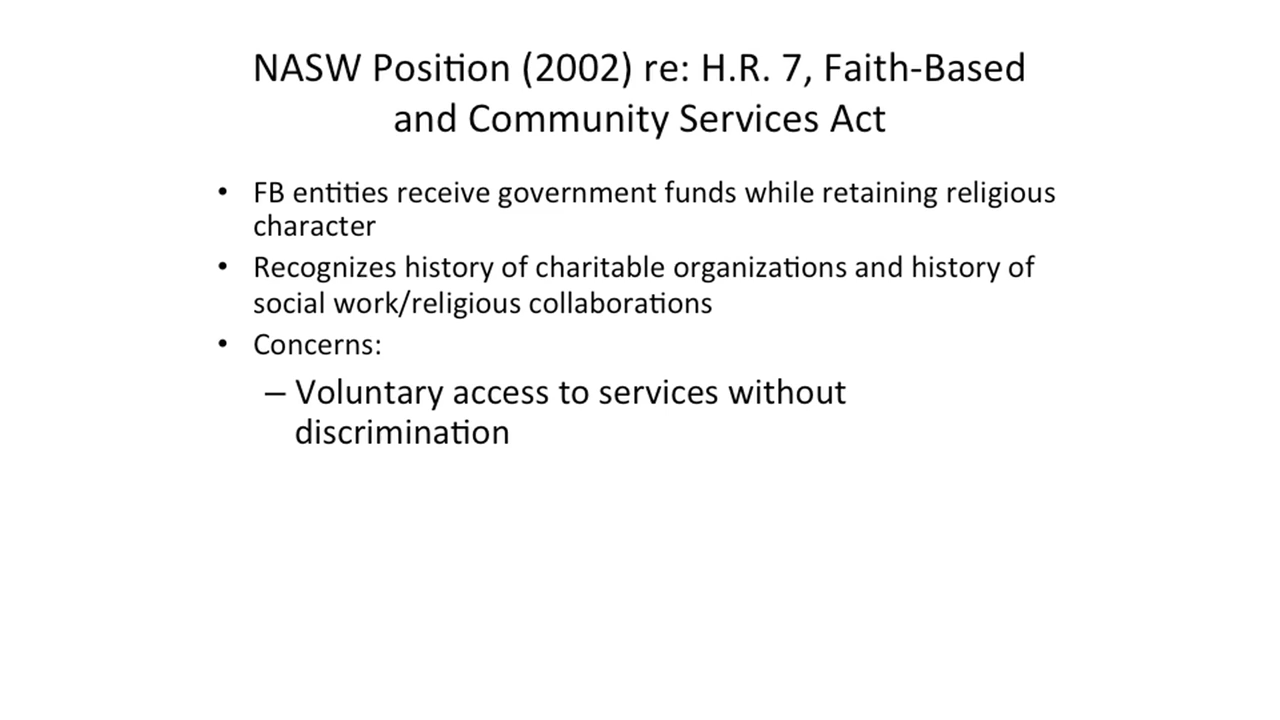 NASW Position (2002) re: H.R. 7, Faith-Based
and Community Services Act
• FB entities receive government funds while retaining religious
character
• Recognizes history of charitable organizations and history of
social work/religious collaborations
• Concerns:
– Voluntary access to services without
discrimination